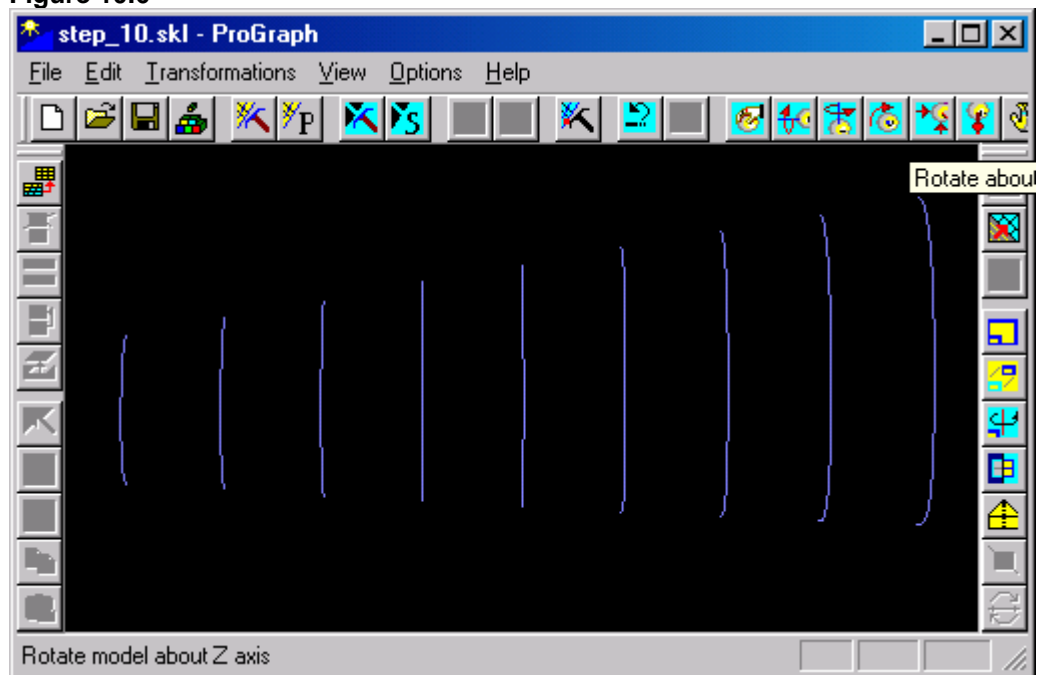 step_10.skl - ProGraph
File Edit Transformations View Options Help
P S
Rotate about
Rotate model about Z axis